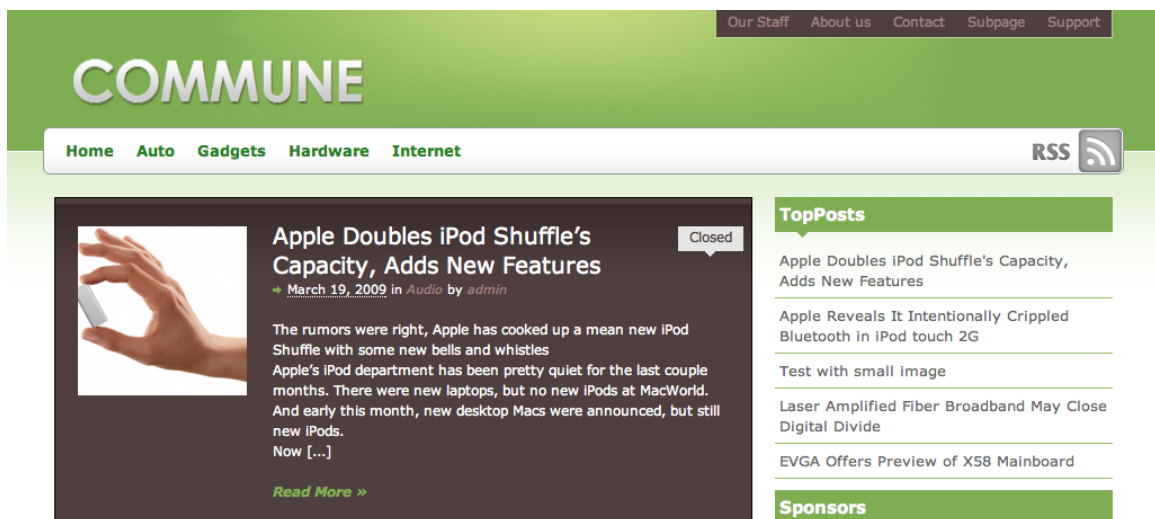 Our Staff About us Contact Subpage Support
COMMUNE
Home Auto Gadgets Hardware Internet
RSS
Apple Doubles iPod Shuffle’s
Capacity, Adds New Features
Closed
March 19, 2009 in Audio by admin
The rumors were right, Apple has cooked up a mean new iPod
Shuffle with some new bells and whistles
Apple’s iPod department has been pretty quiet for the last couple
months. There were new laptops, but no new iPods at MacWorld.
And early this month, new desktop Macs were announced, but still
new iPods.
Now [...]
Read More »
TopPosts
Apple Doubles iPod Shuffle's Capacity,
Adds New Features
Apple Reveals It Intentionally Crippled
Bluetooth in iPod touch 2G
Test with small image
Laser Amplified Fiber Broadband May Close
Digital Divide
EVGA Offers Preview of X58 Mainboard
Sponsors